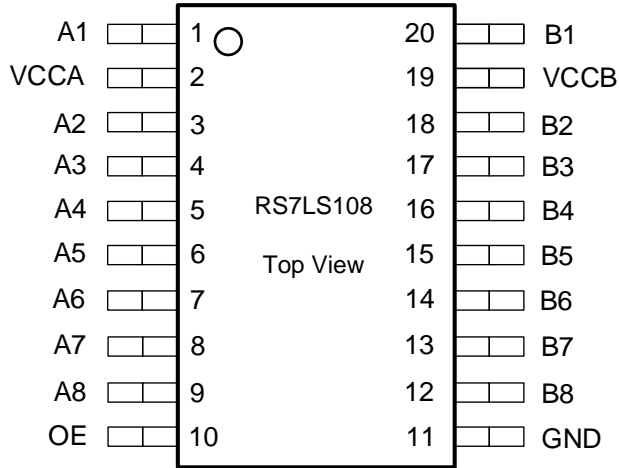 A1 1 20 B1
VCCA 2 19 VCCB
A2 3 18 B2
A3 4 17 B3
A4 5 RS7LS108 16 B4
A5 6 Top View 15 B5
A6 7 14 B6
A7 8 13 B7
A8 9 12 B8
OE 10 11 GND